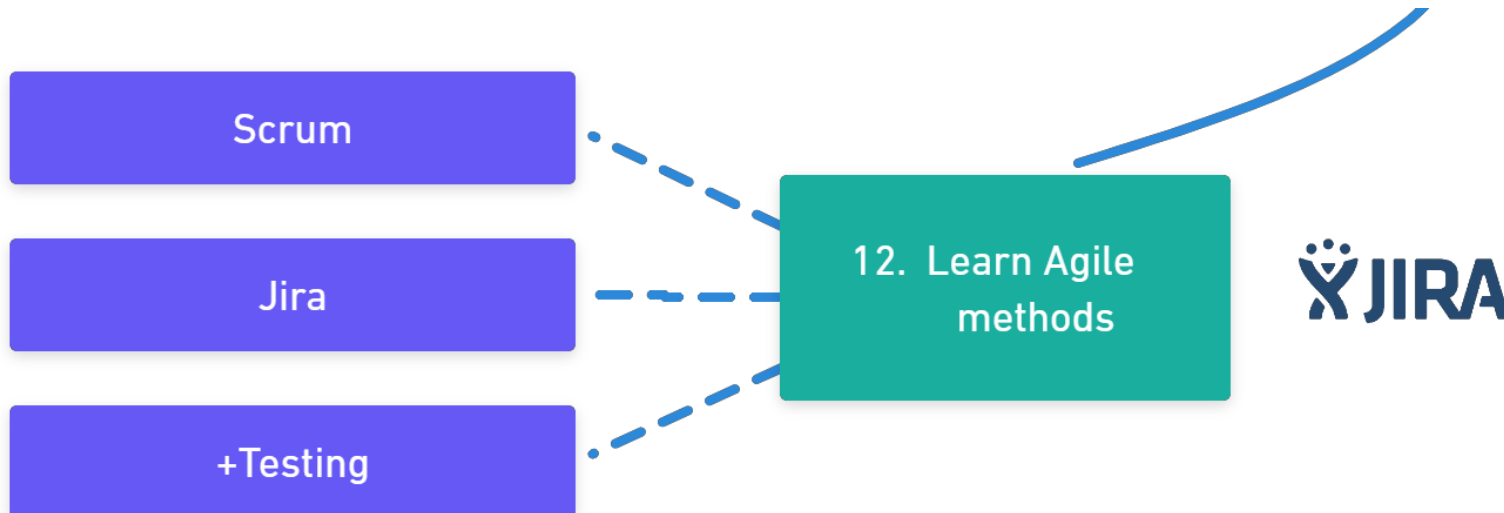 Scrum
Jira
+Testing
12. Learn Agile
methods
JIRA